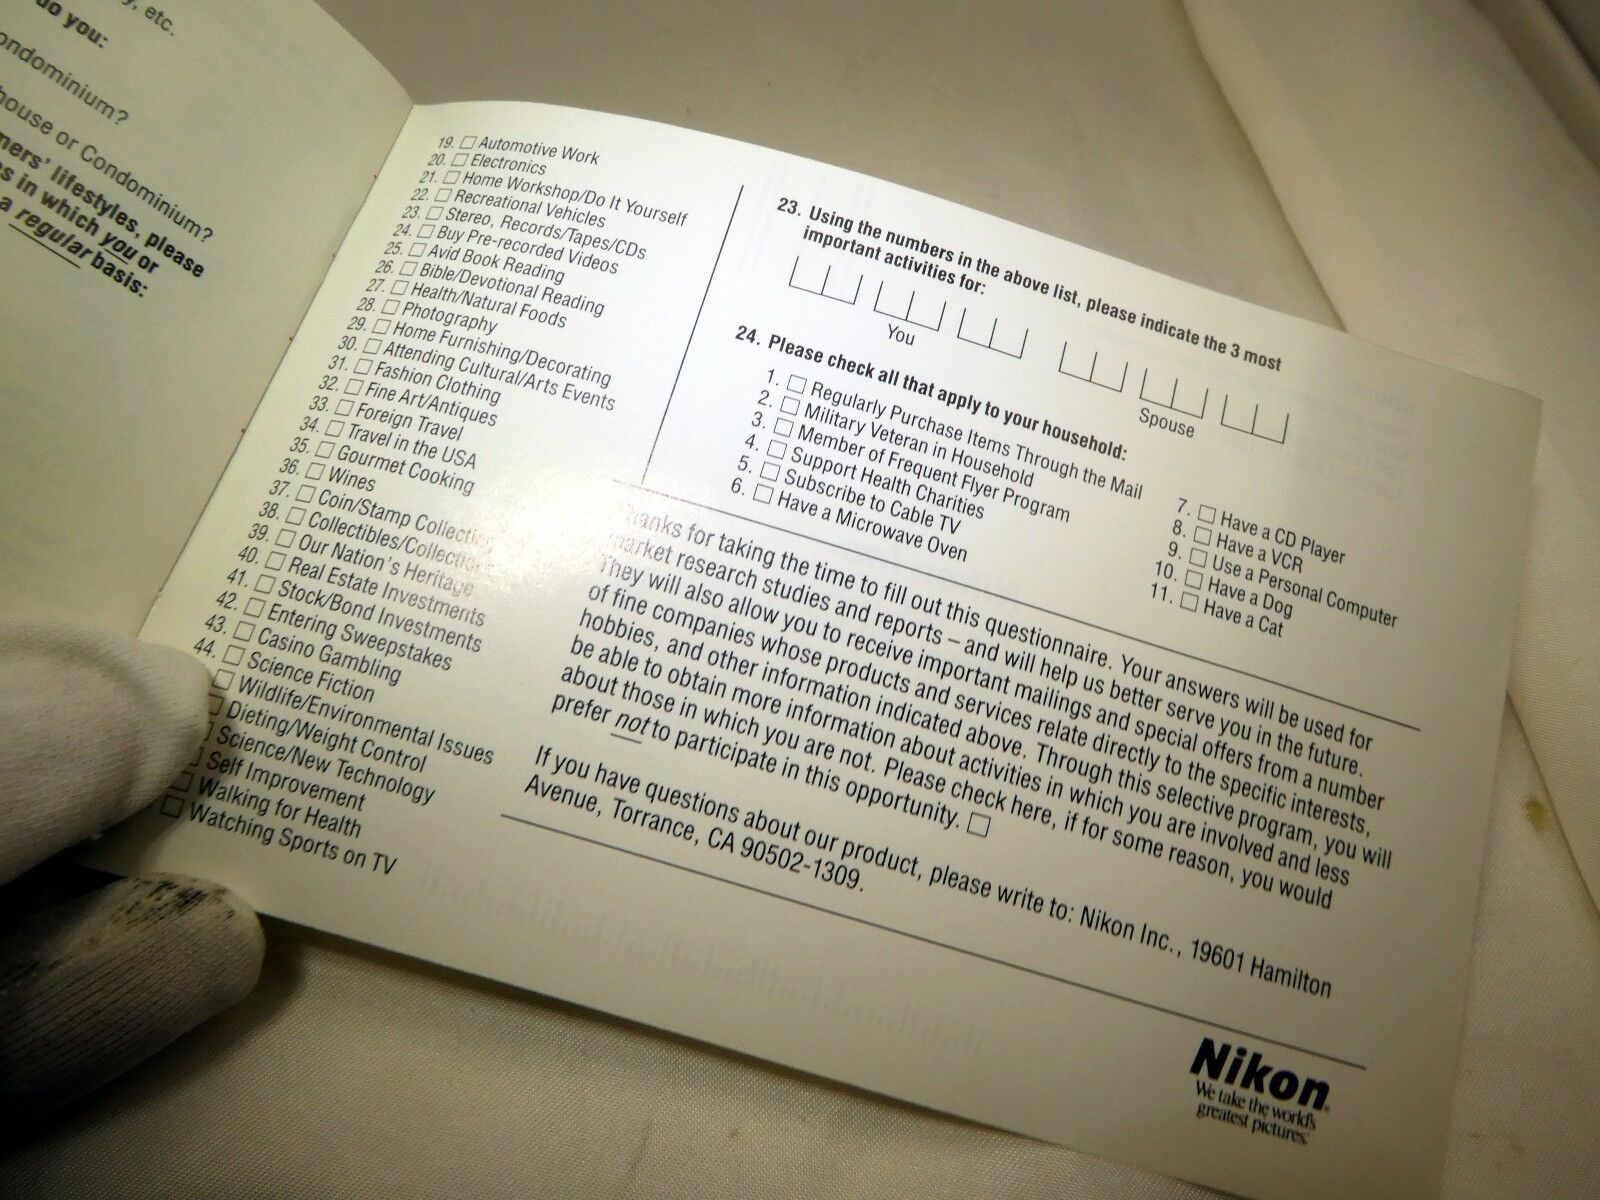 , etc.
do you:
ondominium?
house or Condominium?
mers' lifestyles, please
s in which you or
a regular basis:
19. ☐ Automotive Work
20. ☐ Electronics
21. ☐ Home Workshop/Do It Yourself
22. ☐ Recreational Vehicles
23. ☐ Stereo, Records/Tapes/CDs
24. ☐ Buy Pre-recorded Videos
25. ☐ Avid Book Reading
26. ☐ Bible/Devotional Reading
27. ☐ Health/Natural Foods
28. ☐ Photography
29. ☐ Home Furnishing/Decorating
30. ☐ Attending Cultural/Arts Events
31. ☐ Fashion Clothing
32. ☐ Fine Art/Antiques
33. ☐ Foreign Travel
34. ☐ Travel in the USA
35. ☐ Gourmet Cooking
36. ☐ Wines
37. ☐ Coin/Stamp Collecting
38. ☐ Collectibles/Collections
39. ☐ Our Nation's Heritage
40. ☐ Real Estate Investments
41. ☐ Stock/Bond Investments
42. ☐ Entering Sweepstakes
43. ☐ Casino Gambling
44. ☐ Science Fiction
☐ Wildlife/Environmental Issues
☐ Dieting/Weight Control
☐ Science/New Technology
☐ Self Improvement
☐ Walking for Health
☐ Watching Sports on TV
23. Using the numbers in the above list, please indicate the 3 most
important activities for:
You
Spouse
24. Please check all that apply to your household:
1. ☐ Regularly Purchase Items Through the Mail
2. ☐ Military Veteran in Household
3. ☐ Member of Frequent Flyer Program
4. ☐ Support Health Charities
5. ☐ Subscribe to Cable TV
6. ☐ Have a Microwave Oven
7. ☐ Have a CD Player
8. ☐ Have a VCR
9. ☐ Use a Personal Computer
10. ☐ Have a Dog
11. ☐ Have a Cat
Thanks for taking the time to fill out this questionnaire. Your answers will be used for
market research studies and reports – and will help us better serve you in the future.
They will also allow you to receive important mailings and special offers from a number
of fine companies whose products and services relate directly to the specific interests,
hobbies, and other information indicated above. Through this selective program, you will
be able to obtain more information about activities in which you are involved and less
about those in which you are not. Please check here, if for some reason, you would
prefer not to participate in this opportunity. ☐
If you have questions about our product, please write to: Nikon Inc., 19601 Hamilton
Avenue, Torrance, CA 90502-1309.
Nikon®
We take the world's
greatest pictures.